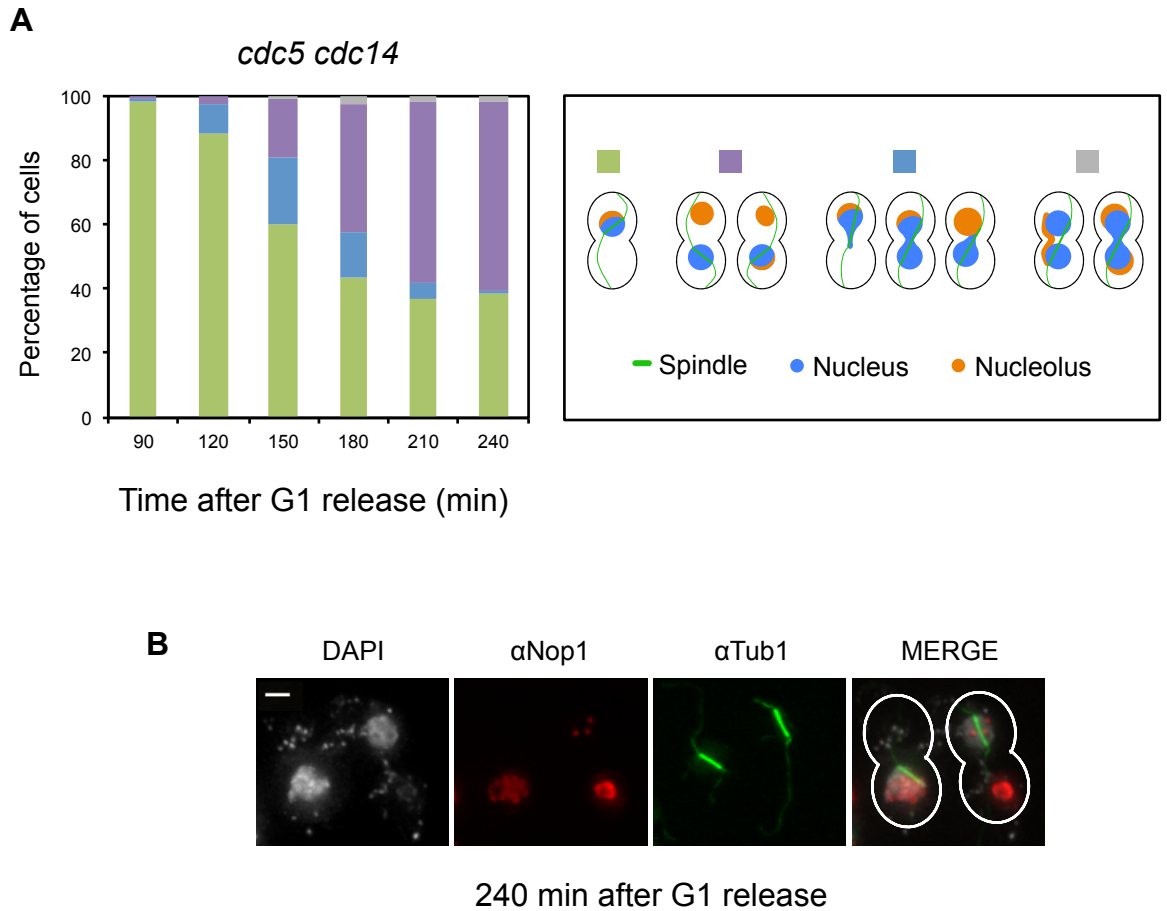 A
cdc5 cdc14
Percentage of cells
100
80
60
40
20
0
90 120 150 180 210 240
Time after G1 release (min)
Spindle Nucleus Nucleolus
B
DAPI αNop1 αTub1 MERGE
240 min after G1 release